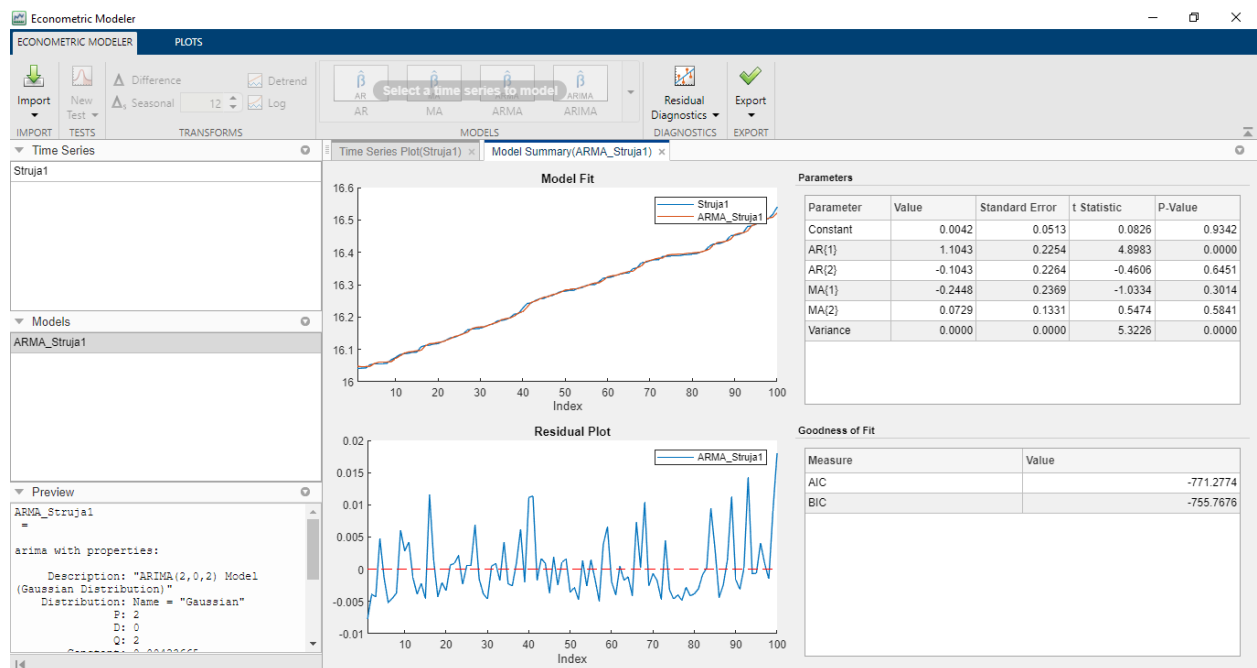 Econometric Modeler
ECONOMETRIC MODELER PLOTS
Import
New Test
Δ Difference
Δs Seasonal 12
Detrend
Log
Select a time series to model
β̂ AR β̂ β̂ β̂ ARIMA
AR MA ARMA ARIMA
Residual Diagnostics
Export
IMPORT TESTS TRANSFORMS MODELS DIAGNOSTICS EXPORT
Time Series
Struja1
Models
ARMA_Struja1
Preview
ARMA_Struja1
=
arima with properties:
Description: "ARIMA(2,0,2) Model
(Gaussian Distribution)"
Distribution: Name = "Gaussian"
P: 2
D: 0
Q: 2
Time Series Plot(Struja1) × Model Summary(ARMA_Struja1) ×
Model Fit
Struja1
ARMA_Struja1
16.6
16.5
16.4
16.3
16.2
16.1
16
10 20 30 40 50 60 70 80 90 100
Index
Residual Plot
ARMA_Struja1
0.02
0.015
0.01
0.005
0
-0.005
-0.01
10 20 30 40 50 60 70 80 90 100
Index
Parameters
Parameter Value Standard Error t Statistic P-Value
Constant 0.0042 0.0513 0.0826 0.9342
AR{1} 1.1043 0.2254 4.8983 0.0000
AR{2} -0.1043 0.2264 -0.4606 0.6451
MA{1} -0.2448 0.2369 -1.0334 0.3014
MA{2} 0.0729 0.1331 0.5474 0.5841
Variance 0.0000 0.0000 5.3226 0.0000
Goodness of Fit
Measure Value
AIC -771.2774
BIC -755.7676